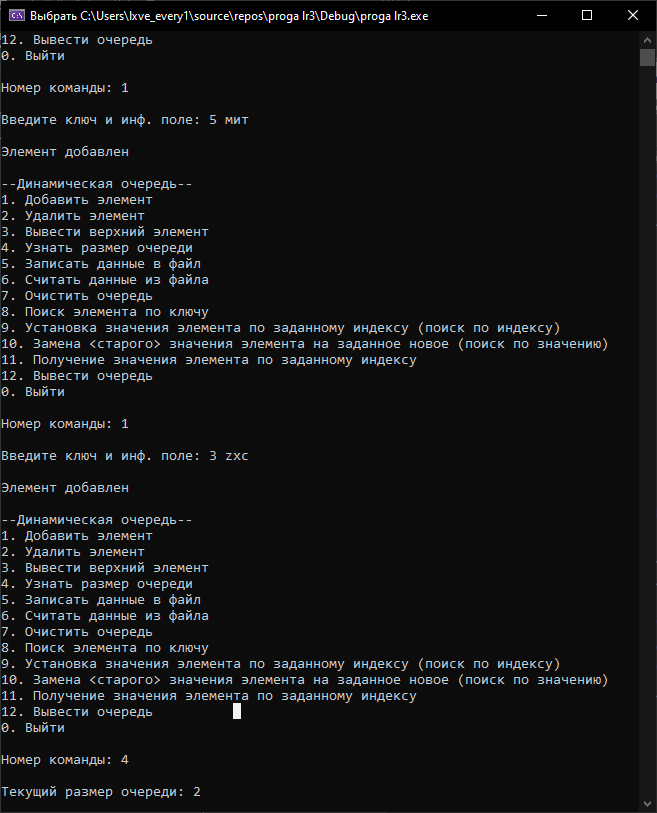 Выбрать C:\Users\lxve_every1\source\repos\proga lr3\Debug\proga lr3.exe
12. Вывести очередь
0. Выйти
Номер команды: 1
Введите ключ и инф. поле: 5 мит
Элемент добавлен
--Динамическая очередь--
1. Добавить элемент
2. Удалить элемент
3. Вывести верхний элемент
4. Узнать размер очереди
5. Записать данные в файл
6. Считать данные из файла
7. Очистить очередь
8. Поиск элемента по ключу
9. Установка значения элемента по заданному индексу (поиск по индексу)
10. Замена <старого> значения элемента на заданное новое (поиск по значению)
11. Получение значения элемента по заданному индексу
12. Вывести очередь
0. Выйти
Номер команды: 1
Введите ключ и инф. поле: 3 zxc
Элемент добавлен
--Динамическая очередь--
1. Добавить элемент
2. Удалить элемент
3. Вывести верхний элемент
4. Узнать размер очереди
5. Записать данные в файл
6. Считать данные из файла
7. Очистить очередь
8. Поиск элемента по ключу
9. Установка значения элемента по заданному индексу (поиск по индексу)
10. Замена <старого> значения элемента на заданное новое (поиск по значению)
11. Получение значения элемента по заданному индексу
12. Вывести очередь
0. Выйти
Номер команды: 4
Текущий размер очереди: 2